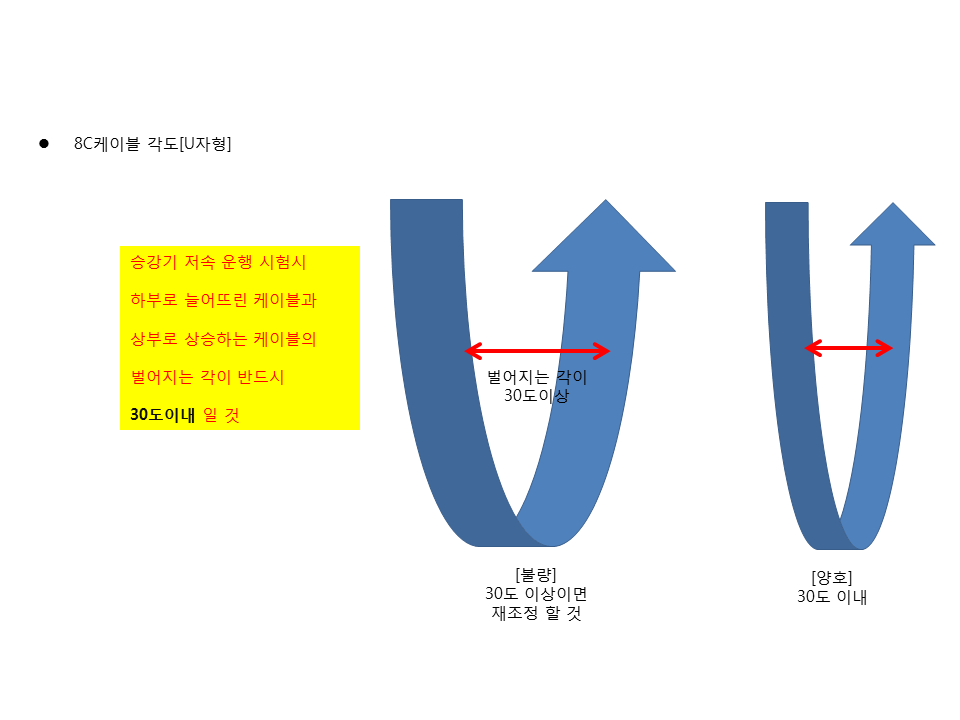 ● 8C케이블 각도[U자형]
승강기 저속 운행 시험시
하부로 늘어뜨린 케이블과
상부로 상승하는 케이블의
벌어지는 각이 반드시
30도이내 일 것
벌어지는 각이
30도이상
[불량]
30도 이상이면
재조정 할 것
[양호]
30도 이내